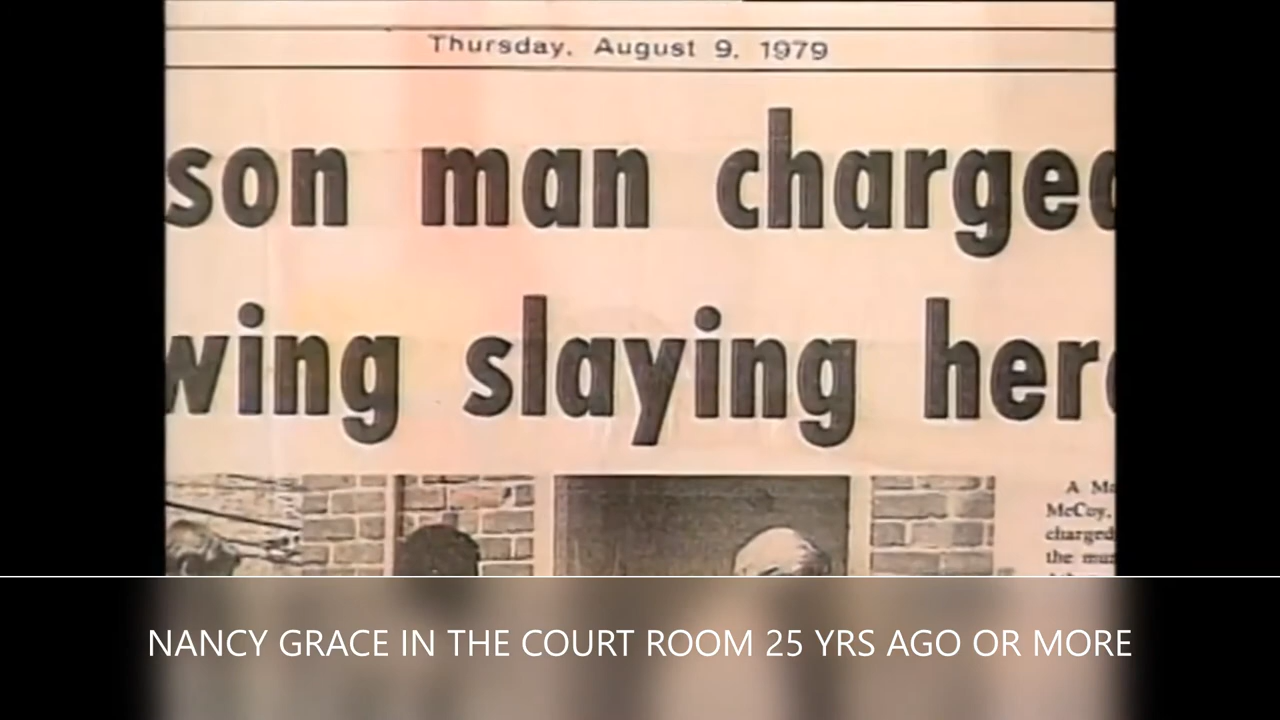 Thursday, August 9, 1979
son man charged
wing slaying here
A
McCoy,
charged
the
NANCY GRACE IN THE COURT ROOM 25 YRS AGO OR MORE